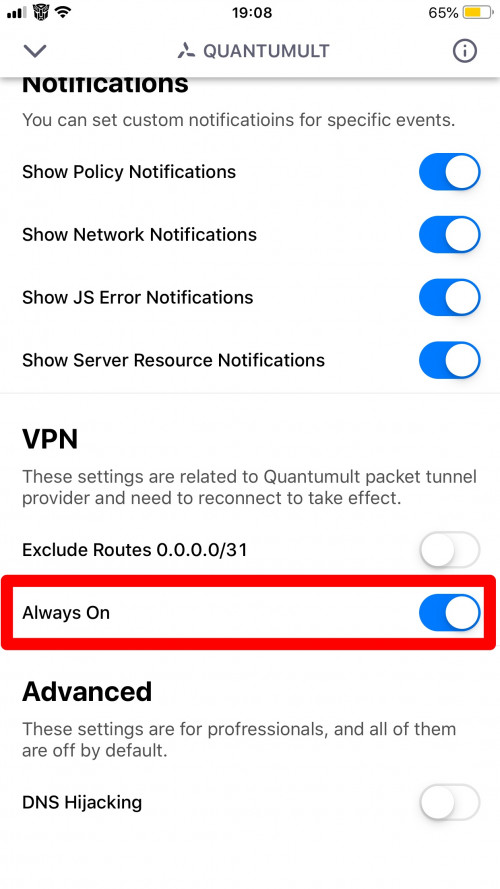 19:08
65%
QUANTUMULT
Notifications
You can set custom notificatioins for specific events.
Show Policy Notifications
Show Network Notifications
Show JS Error Notifications
Show Server Resource Notifications
VPN
These settings are related to Quantumult packet tunnel
provider and need to reconnect to take effect.
Exclude Routes 0.0.0.0/31
Always On
Advanced
These settings are for profressionals, and all of them
are off by default.
DNS Hijacking